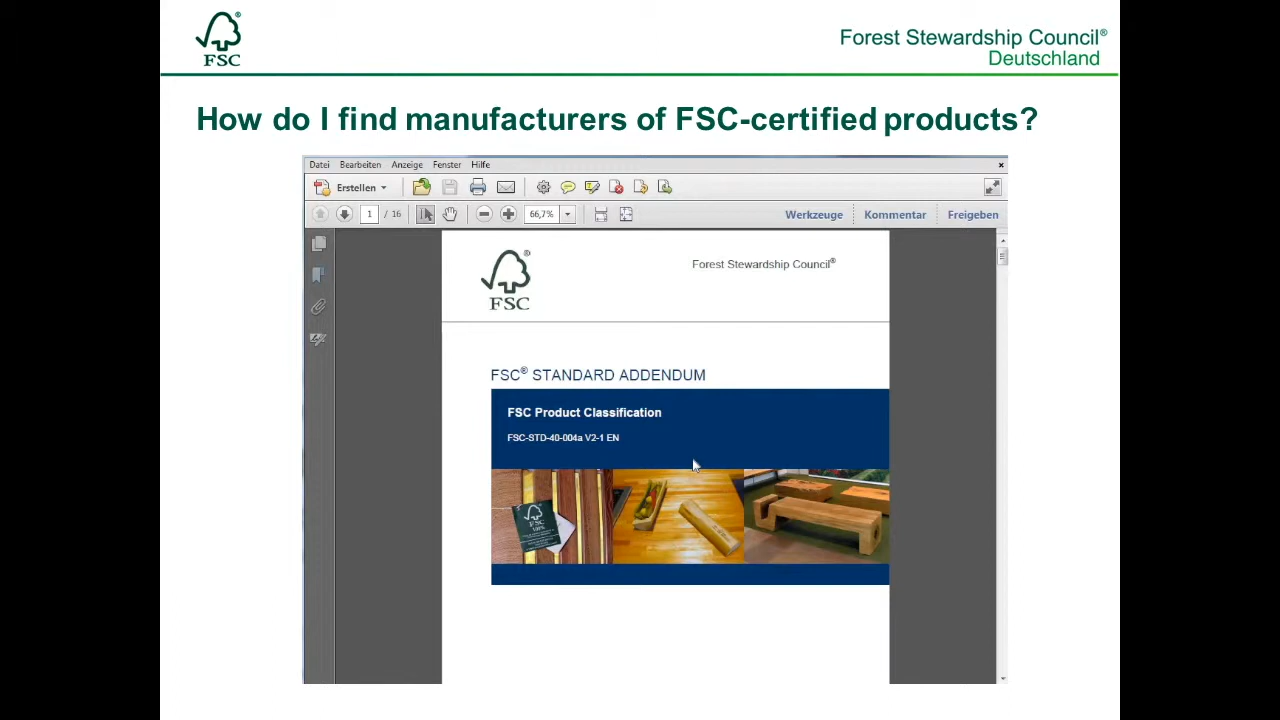 FSC®
Forest Stewardship Council®
Deutschland
How do I find manufacturers of FSC-certified products?
Datei Bearbeiten Anzeige Fenster Hilfe
Erstellen
1 / 16 66,7% Werkzeuge Kommentar Freigeben
FSC®
Forest Stewardship Council®
FSC® STANDARD ADDENDUM
FSC Product Classification
FSC-STD-40-004a V2-1 EN
FSC